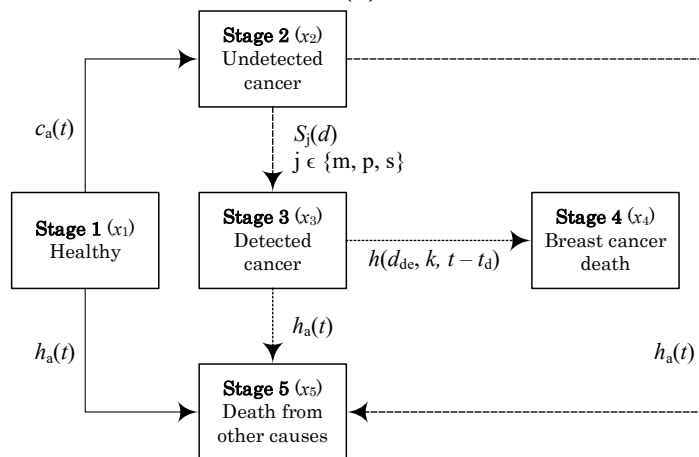 Stage 2 (x2)
Undetected
cancer
ca(t)
Sj(d)
j ϵ {m, p, s}
Stage 1 (x1)
Healthy
Stage 3 (x3)
Detected
cancer
h(dde, k, t – td)
Stage 4 (x4)
Breast cancer
death
ha(t)
ha(t)
ha(t)
Stage 5 (x5)
Death from
other causes